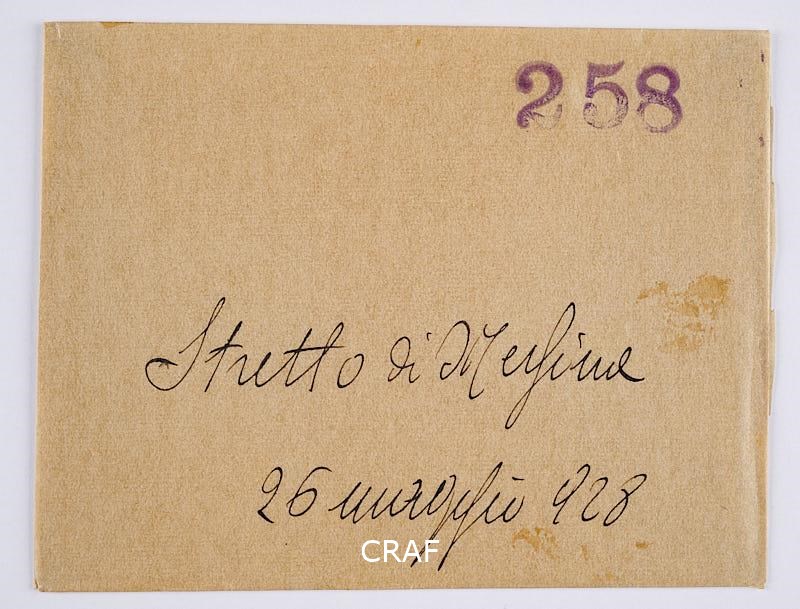 258
Stretto di Messina
26 maggio 928
CRAF